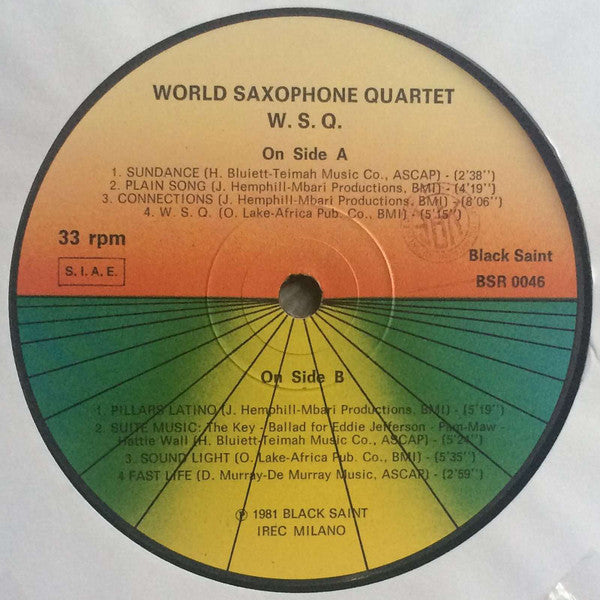 WORLD SAXOPHONE QUARTET
W. S. Q.
On Side A
1. SUNDANCE (H. Bluiett-Teimah Music Co., ASCAP) - (2'38'')
2. PLAIN SONG (J. Hemphill-Mbari Productions, BMI) - (4'19'')
3. CONNECTIONS (J. Hemphill-Mbari Productions, BMI) - (8'06'')
4. W. S. Q. (O. Lake-Africa Pub. Co., BMI) - (5'15'')
33 rpm
S. I. A. E.
Black Saint
BSR 0046
On Side B
1. PILLARS LATINO (J. Hemphill-Mbari Productions, BMI) - (5'19'')
2. SUITE MUSIC: The Key - Ballad for Eddie Jefferson - Pam-Maw -
Hattie Wall (H. Bluiett-Teimah Music Co., ASCAP) - (5'24'')
3. SOUND LIGHT (O. Lake-Africa Pub. Co., BMI) - (5'35'')
4 FAST LIFE (D. Murray-De Murray Music, ASCAP) - (2'59'')
℗ 1981 BLACK SAINT
IREC MILANO